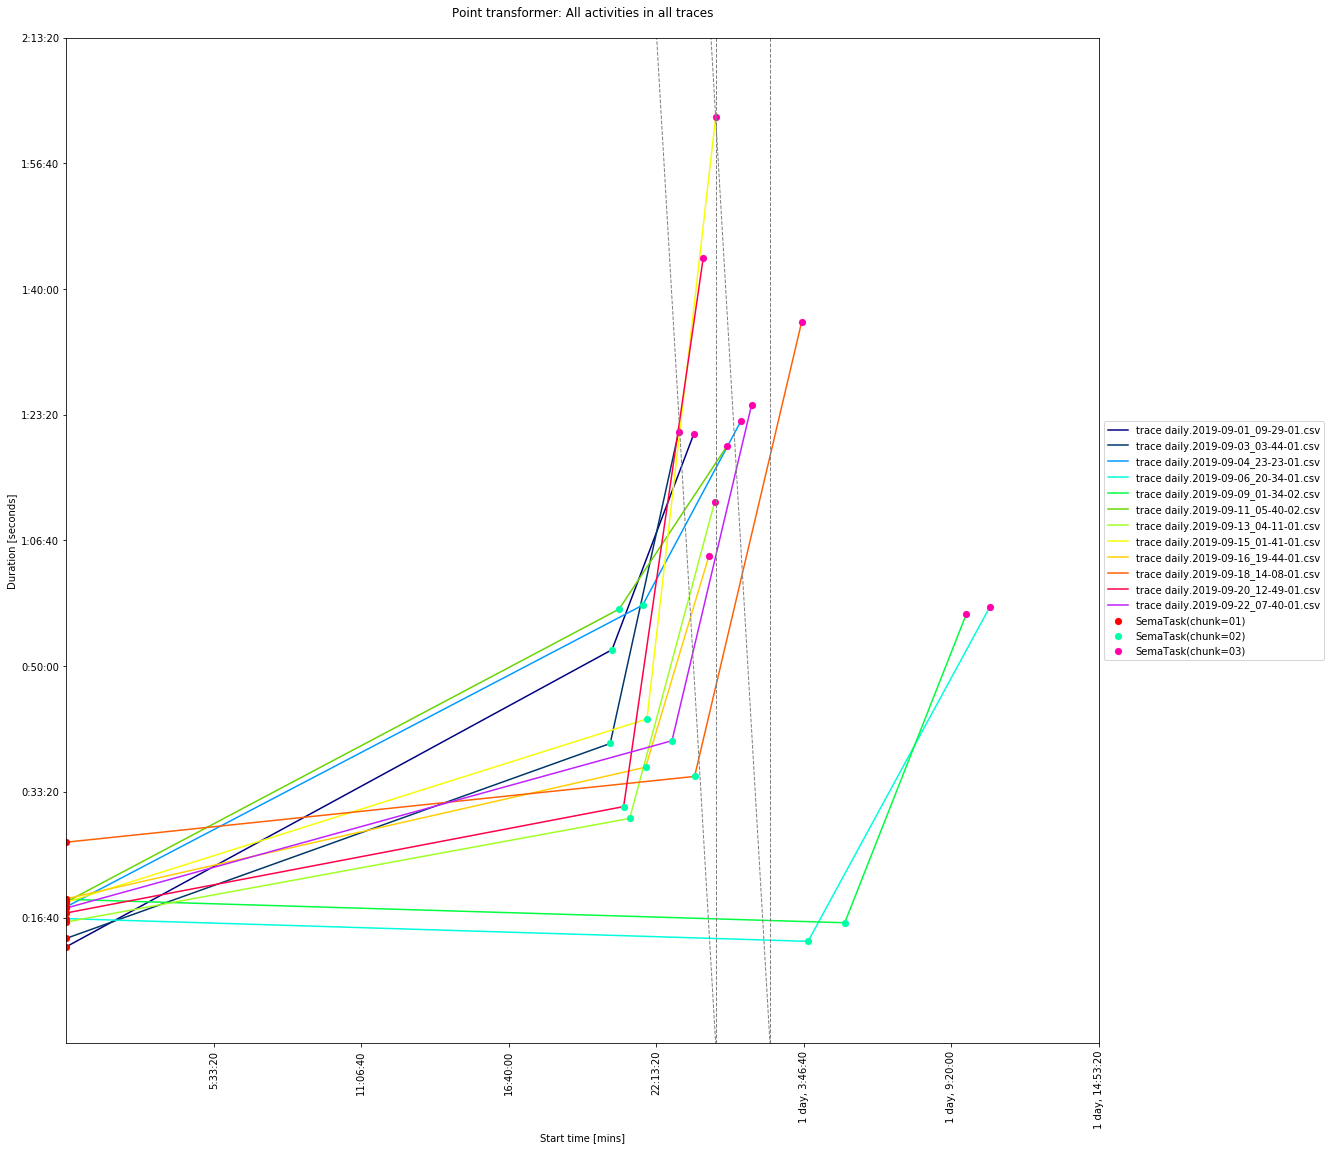 Point transformer: All activities in all traces
2:13:20
1:56:40
1:40:00
1:23:20
1:06:40
0:50:00
0:33:20
0:16:40
Duration [seconds]
5:33:20
11:06:40
16:40:00
22:13:20
1 day, 3:46:40
1 day, 9:20:00
1 day, 14:53:20
Start time [mins]
trace daily.2019-09-01_09-29-01.csv
trace daily.2019-09-03_03-44-01.csv
trace daily.2019-09-04_23-23-01.csv
trace daily.2019-09-06_20-34-01.csv
trace daily.2019-09-09_01-34-02.csv
trace daily.2019-09-11_05-40-02.csv
trace daily.2019-09-13_04-11-01.csv
trace daily.2019-09-15_01-41-01.csv
trace daily.2019-09-16_19-44-01.csv
trace daily.2019-09-18_14-08-01.csv
trace daily.2019-09-20_12-49-01.csv
trace daily.2019-09-22_07-40-01.csv
SemaTask(chunk=01)
SemaTask(chunk=02)
SemaTask(chunk=03)